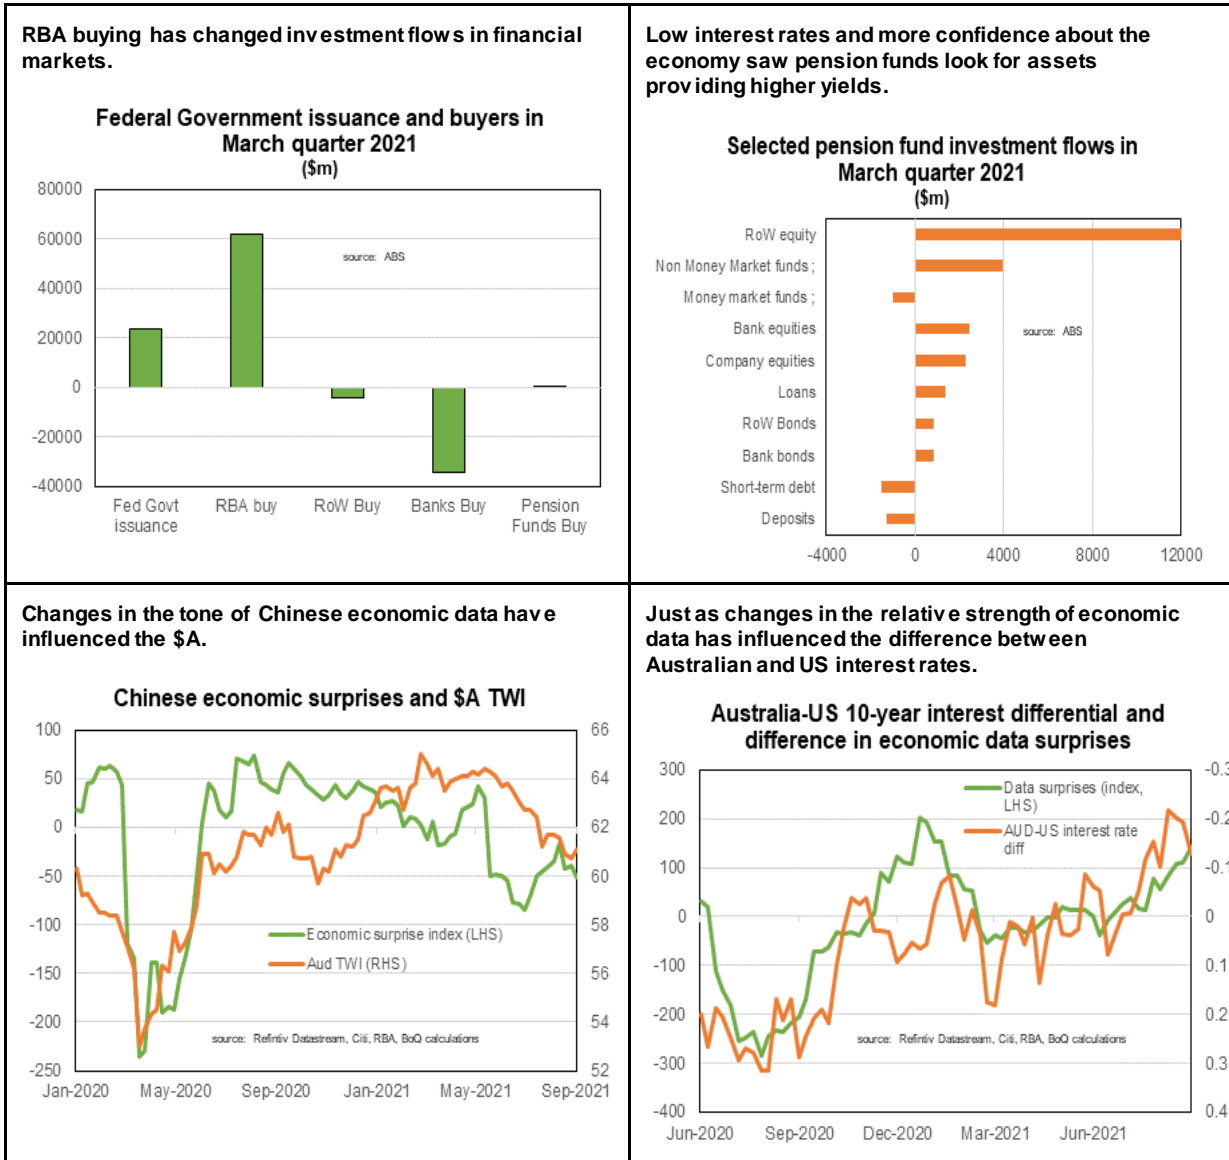 RBA buying has changed investment flows in financial
markets.
Federal Government issuance and buyers in
March quarter 2021
($m)
80000
60000
40000
20000
0
-20000
-40000
source: ABS
Fed Govt
issuance
RBA buy
RoW Buy
Banks Buy
Pension
Funds Buy
Low interest rates and more confidence about the
economy saw pension funds look for assets
providing higher yields.
Selected pension fund investment flows in
March quarter 2021
($m)
RoW equity
Non Money Market funds ;
Money market funds ;
Bank equities
Company equities
Loans
RoW Bonds
Bank bonds
Short-term debt
Deposits
source: ABS
-4000
0
4000
8000
12000
Changes in the tone of Chinese economic data have
influenced the $A.
Chinese economic surprises and $A TWI
100
50
0
-50
-100
-150
-200
-250
66
64
62
60
58
56
54
52
Economic surprise index (LHS)
Aud TWI (RHS)
source: Refintiv Datastream, Citi, RBA, BoQ calculations
Jan-2020
May-2020
Sep-2020
Jan-2021
May-2021
Sep-2021
Just as changes in the relative strength of economic
data has influenced the difference between
Australian and US interest rates.
Australia-US 10-year interest differential and
difference in economic data surprises
300
200
100
0
-100
-200
-300
-400
-0.3
-0.2
-0.1
0
0.1
0.2
0.3
0.4
Data surprises (index,
LHS)
AUD-US interest rate
diff
source: Refintiv Datastream, Citi, RBA, BoQ calculations
Jun-2020
Sep-2020
Dec-2020
Mar-2021
Jun-2021